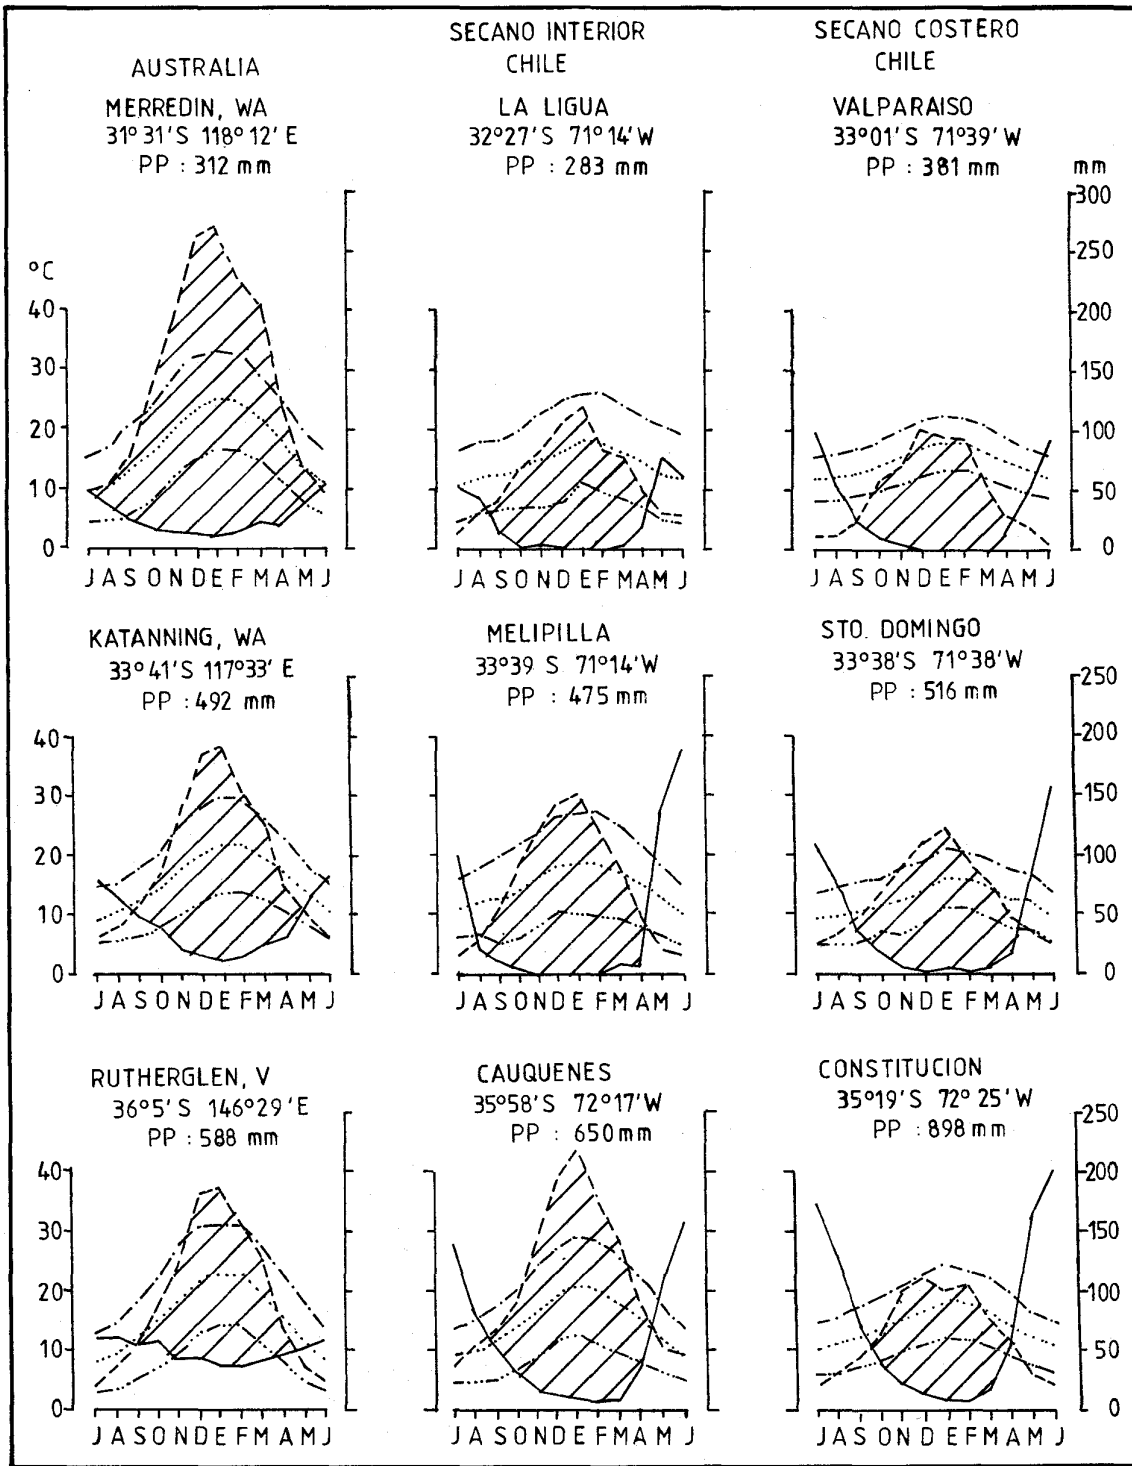 AUSTRALIA
SECANO INTERIOR
CHILE
SECANO COSTERO
CHILE
MERREDIN, WA
31°31'S 118°12'E
PP : 312 mm
LA LIGUA
32°27'S 71°14'W
PP : 283 mm
VALPARAISO
33°01'S 71°39'W
PP : 381 mm
°C
40
30
20
10
0
mm
300
250
200
150
100
50
0
J A S O N D E F M A M J
J A S O N D E F M A M J
J A S O N D E F M A M J
KATANNING, WA
33°41'S 117°33'E
PP : 492 mm
MELIPILLA
33°39 S 71°14'W
PP : 475 mm
STO. DOMINGO
33°38'S 71°38'W
PP : 516 mm
40
30
20
10
0
250
200
150
100
50
0
J A S O N D E F M A M J
J A S O N D E F M A M J
J A S O N D E F M A M J
RUTHERGLEN, V
36°5'S 146°29'E
PP : 588 mm
CAUQUENES
35°58'S 72°17'W
PP : 650 mm
CONSTITUCION
35°19'S 72°25'W
PP : 898 mm
40
30
20
10
0
250
200
150
100
50
0
J A S O N D E F M A M J
J A S O N D E F M A M J
J A S O N D E F M A M J